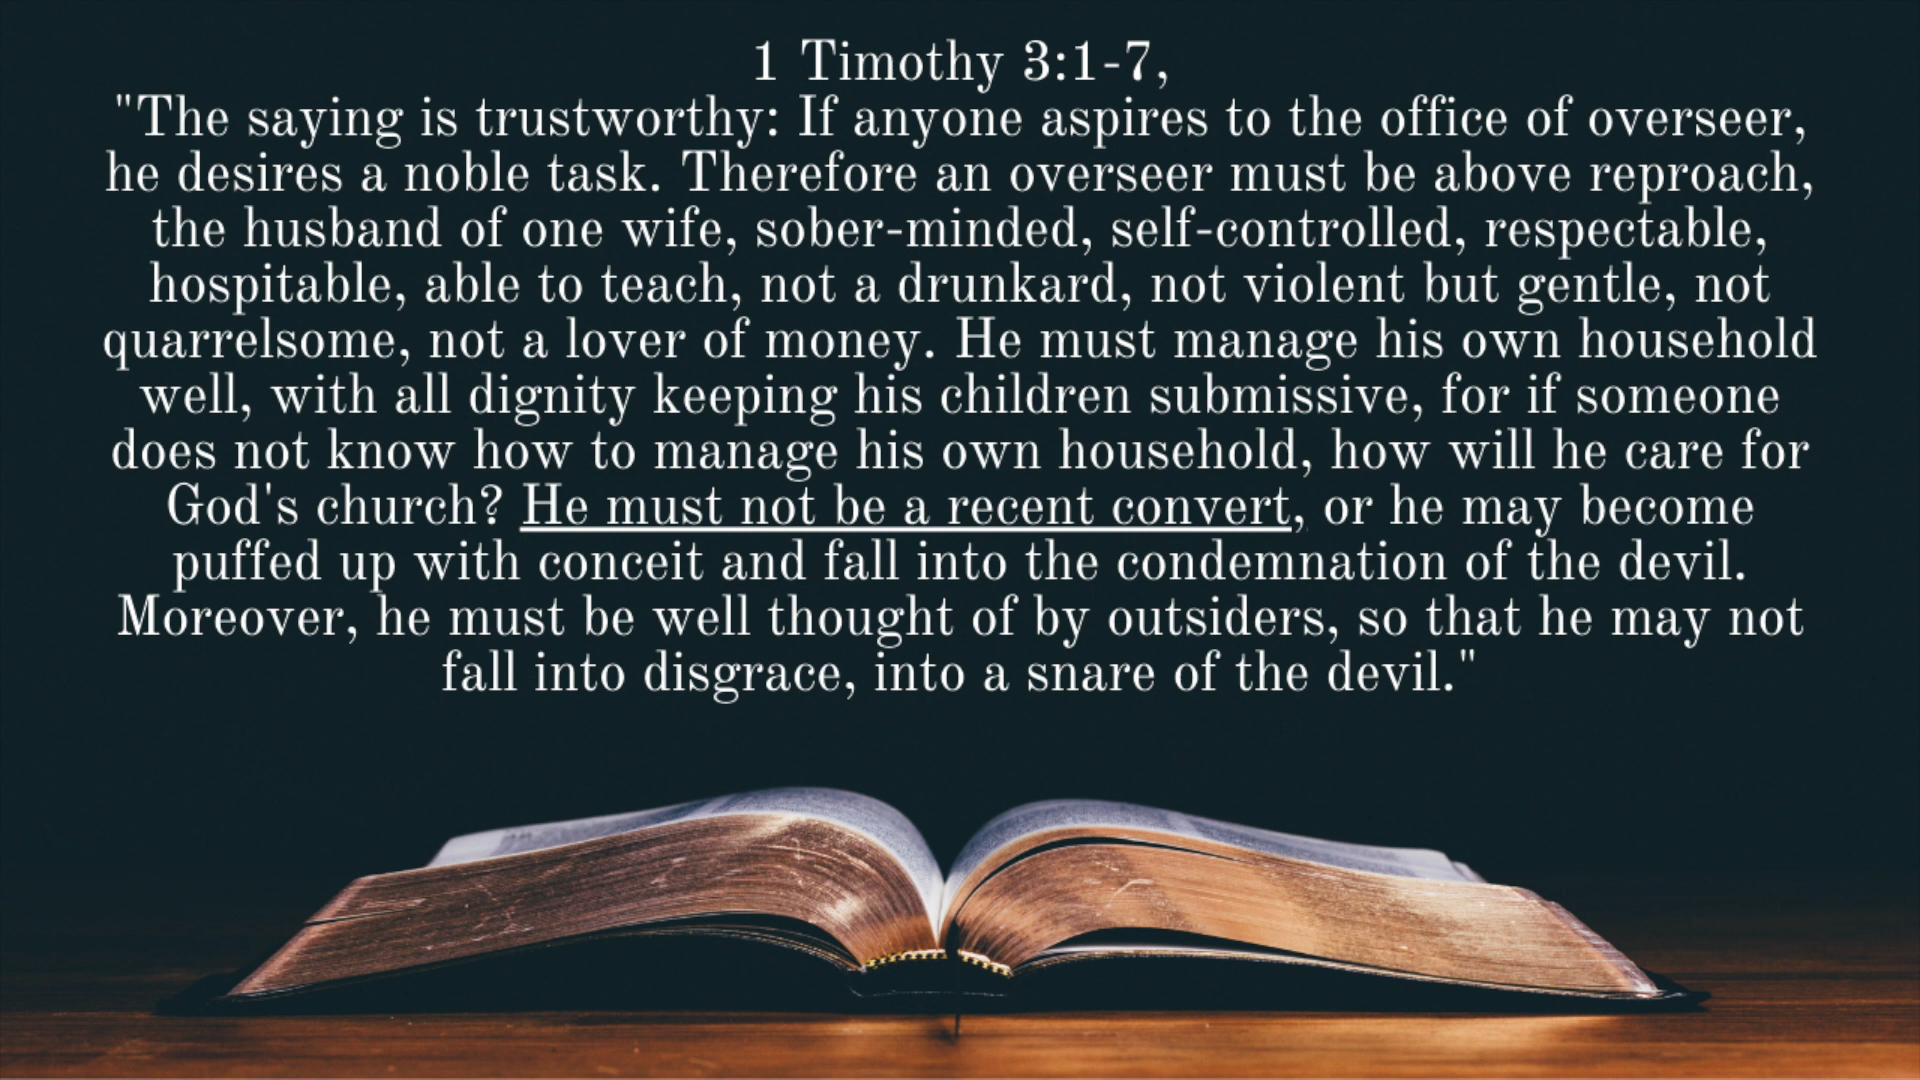 1 Timothy 3:1-7,
"The saying is trustworthy: If anyone aspires to the office of overseer,
he desires a noble task. Therefore an overseer must be above reproach,
the husband of one wife, sober-minded, self-controlled, respectable,
hospitable, able to teach, not a drunkard, not violent but gentle, not
quarrelsome, not a lover of money. He must manage his own household
well, with all dignity keeping his children submissive, for if someone
does not know how to manage his own household, how will he care for
God's church? He must not be a recent convert, or he may become
puffed up with conceit and fall into the condemnation of the devil.
Moreover, he must be well thought of by outsiders, so that he may not
fall into disgrace, into a snare of the devil."